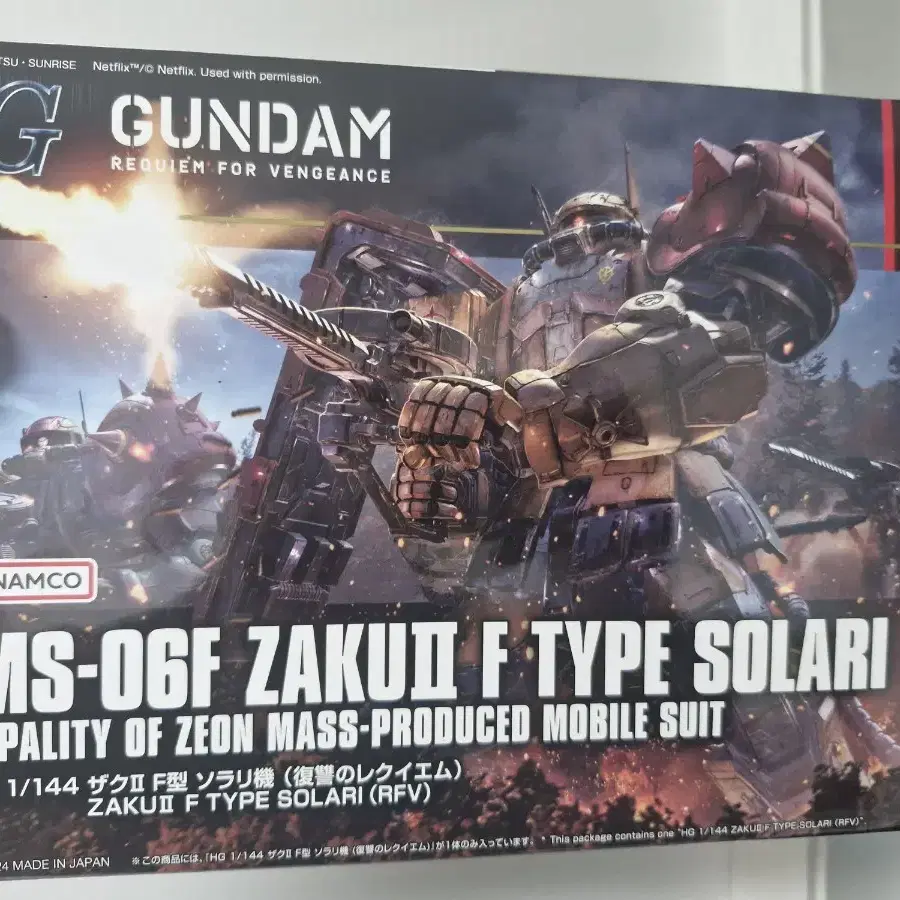 TSU・SUNRISE Netflix™/© Netflix. Used with permission.
G
GUNDAM
REQUIEM FOR VENGEANCE
NAMCO
MS-06F ZAKUⅡ F TYPE SOLARI
PALITY OF ZEON MASS-PRODUCED MOBILE SUIT
1/144 ザクⅡ F型 ソラリ機（復讐のレクイエム）
ZAKUⅡ F TYPE SOLARI（RFV）
24 MADE IN JAPAN ※この商品には、「HG 1/144 ザクⅡ F型 ソラリ機（復讐のレクイエム）」が1体のみ入っています。 * This package contains one "HG 1/144 ZAKUⅡ F TYPE SOLARI (RFV)".